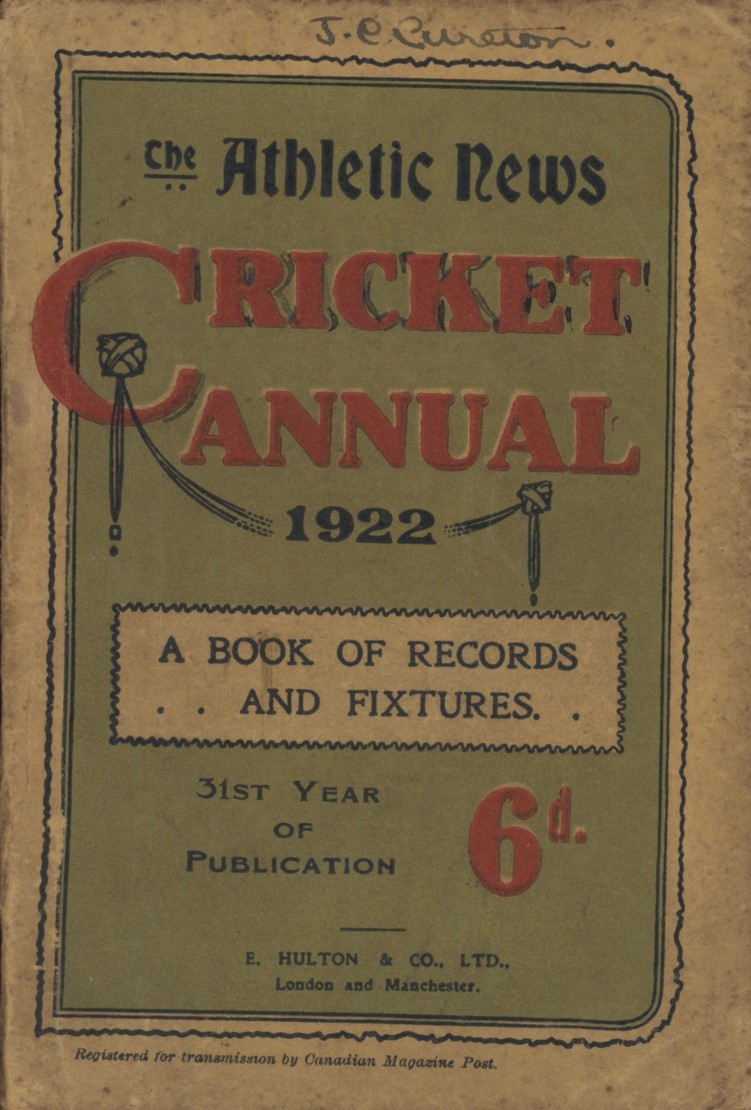 J. C. Cureton.
The Athletic News
CRICKET
ANNUAL
1922
A BOOK OF RECORDS
. . AND FIXTURES. .
31ST YEAR
OF
PUBLICATION
6d.
E. HULTON & CO., LTD.,
London and Manchester.
Registered for transmission by Canadian Magazine Post.